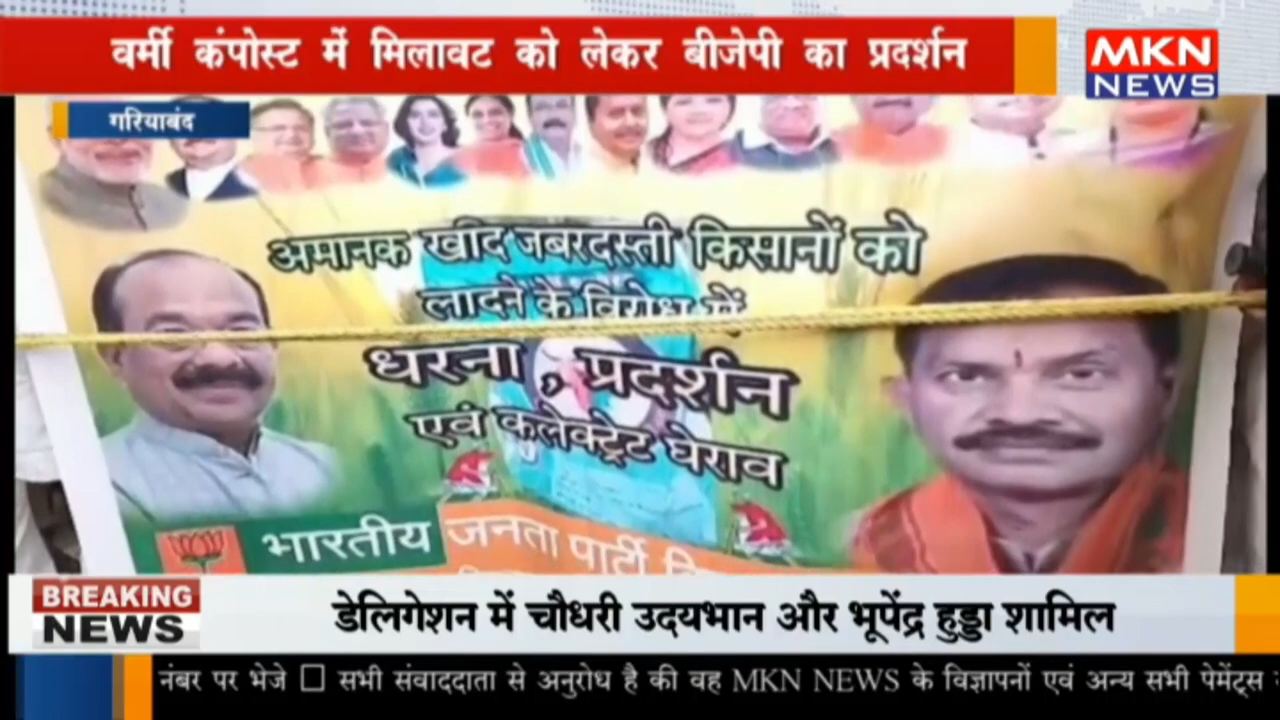 वर्मी कंपोस्ट में मिलावट को लेकर बीजेपी का प्रदर्शन
MKN
NEWS
गरियाबंद
अमानक खाद जबरदस्ती किसानों को
लादने के विरोध में
धरना , प्रदर्शन
एवं कलेक्ट्रेट घेराव
भारतीय जनता पार्टी
BREAKING
NEWS
डेलिगेशन में चौधरी उदयभान और भूपेंद्र हुड्डा शामिल
नंबर पर भेजे □ सभी संवाददाता से अनुरोध है की वह MKN NEWS के विज्ञापनों एवं अन्य सभी पेमेंट्स